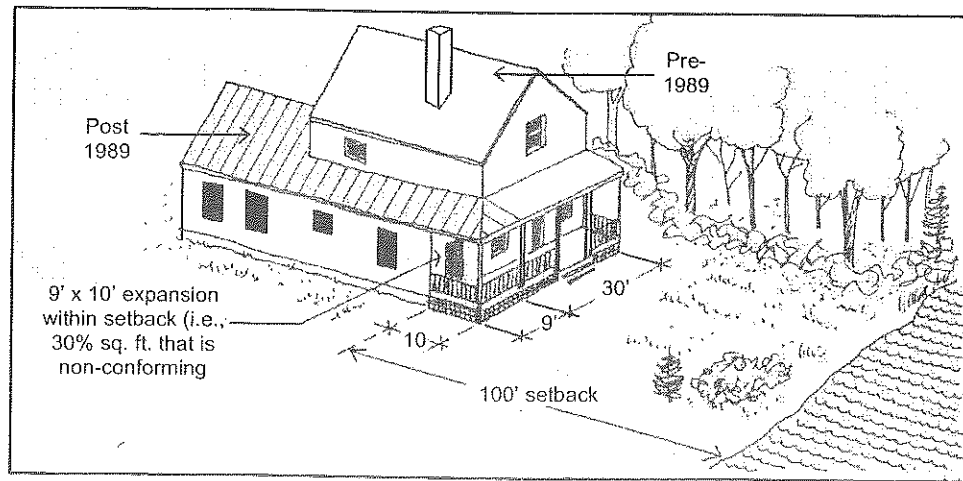 Pre-
1989
Post
1989
9' x 10' expansion
within setback (i.e.,
30% sq. ft. that is
non-conforming
10
9'
30'
100' setback